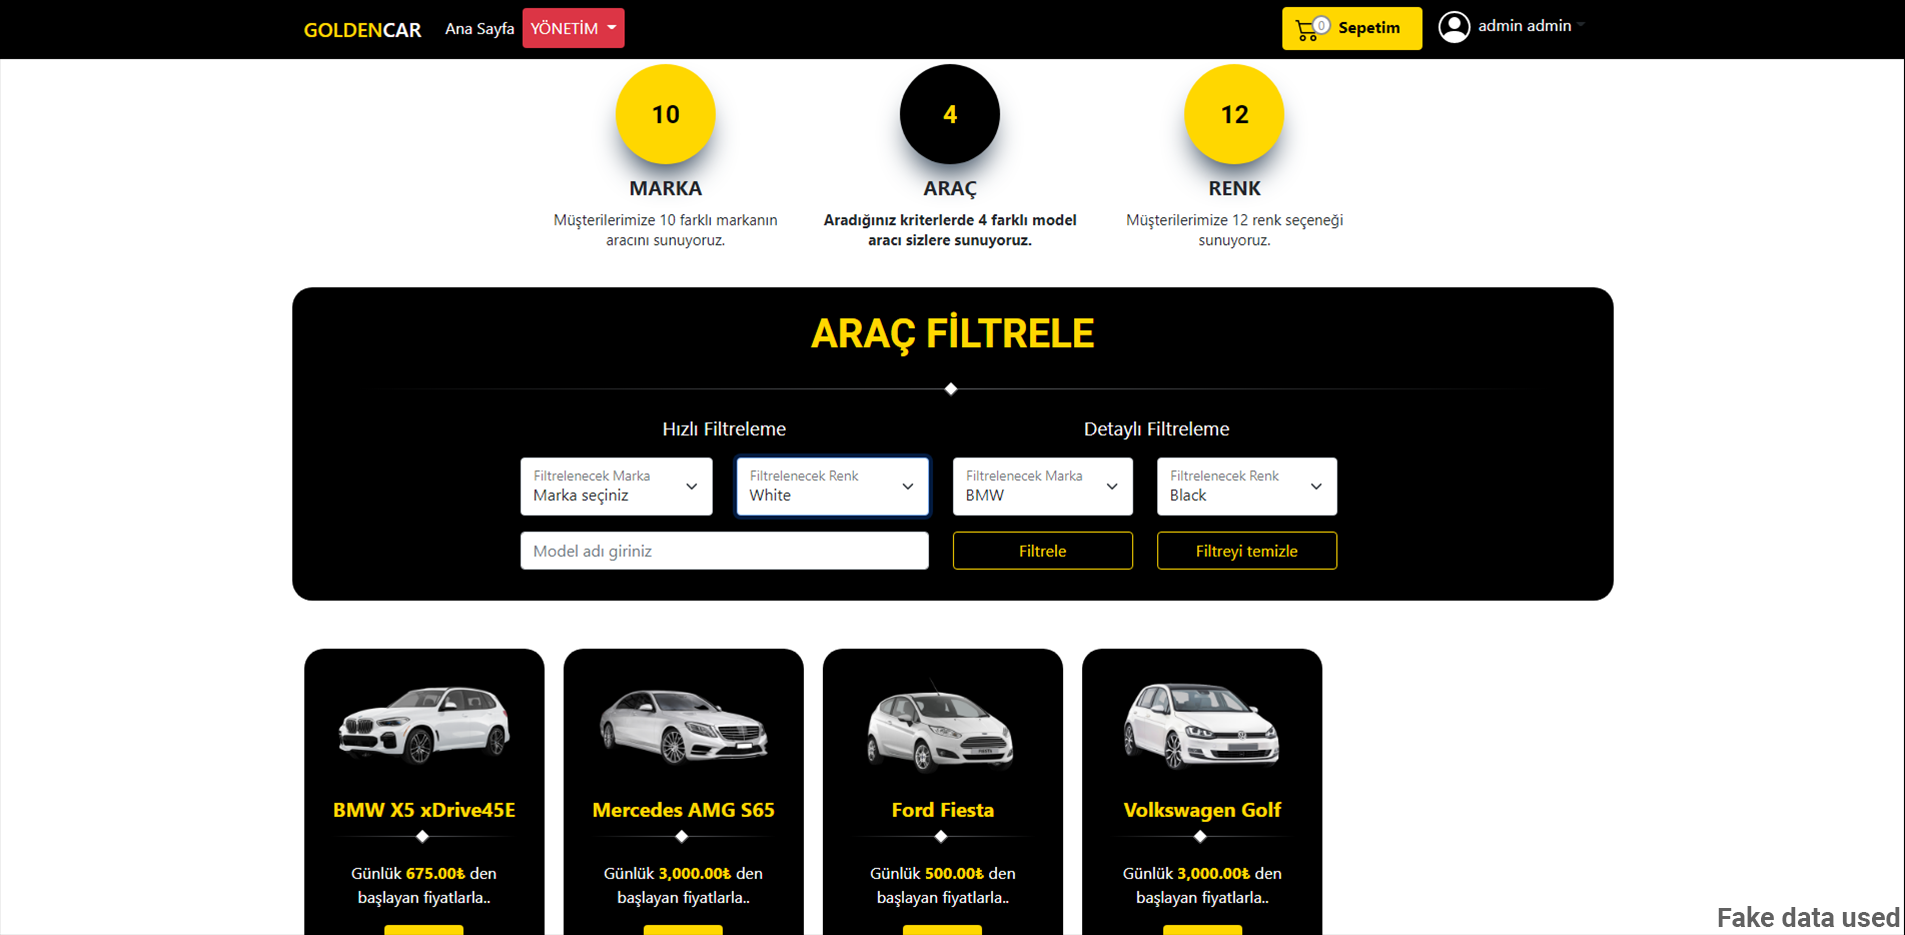 GOLDENCAR Ana Sayfa YÖNETİM 0 Sepetim admin admin
10 4 12
MARKA ARAÇ RENK
Müşterilerimize 10 farklı markanın
aracını sunuyoruz.
Aradığınız kriterlerde 4 farklı model
aracı sizlere sunuyoruz.
Müşterilerimize 12 renk seçeneği
sunuyoruz.
ARAÇ FİLTRELE
Hızlı Filtreleme
Filtrelenecek Marka
Marka seçiniz
Filtrelenecek Renk
White
Model adı giriniz
Detaylı Filtreleme
Filtrelenecek Marka
BMW
Filtrelenecek Renk
Black
Filtrele Filtreyi temizle
BMW X5 xDrive45E
Günlük 675.00₺ den
başlayan fiyatlarla..
Mercedes AMG S65
Günlük 3,000.00₺ den
başlayan fiyatlarla..
Ford Fiesta
Günlük 500.00₺ den
başlayan fiyatlarla..
Volkswagen Golf
Günlük 3,000.00₺ den
başlayan fiyatlarla..
Fake data used